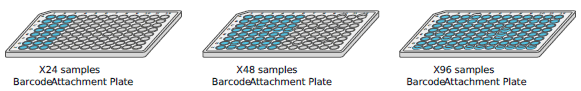 X24 samples
BarcodeAttachment Plate
X48 samples
BarcodeAttachment Plate
X96 samples
BarcodeAttachment Plate